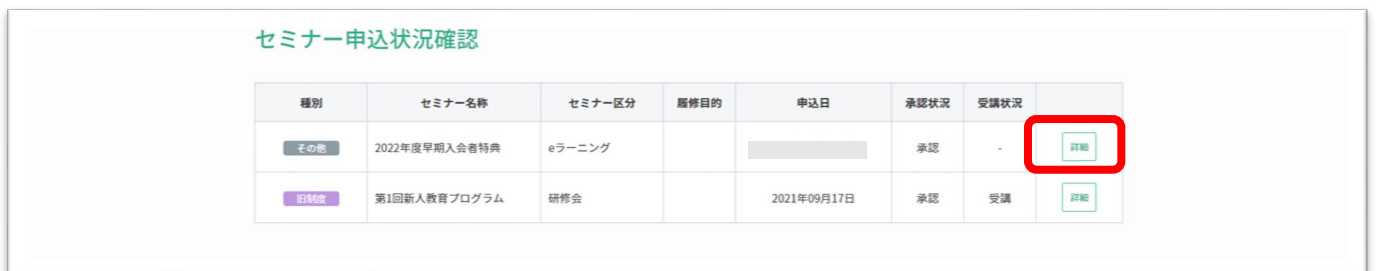 セミナー申込状況確認
種別 セミナー名称 セミナー区分 履修目的 申込日 承認状況 受講状況
その他 2022年度早期入会者特典 eラーニング 承認 - 詳細
旧制度 第1回新人教育プログラム 研修会 2021年09月17日 承認 受講 詳細